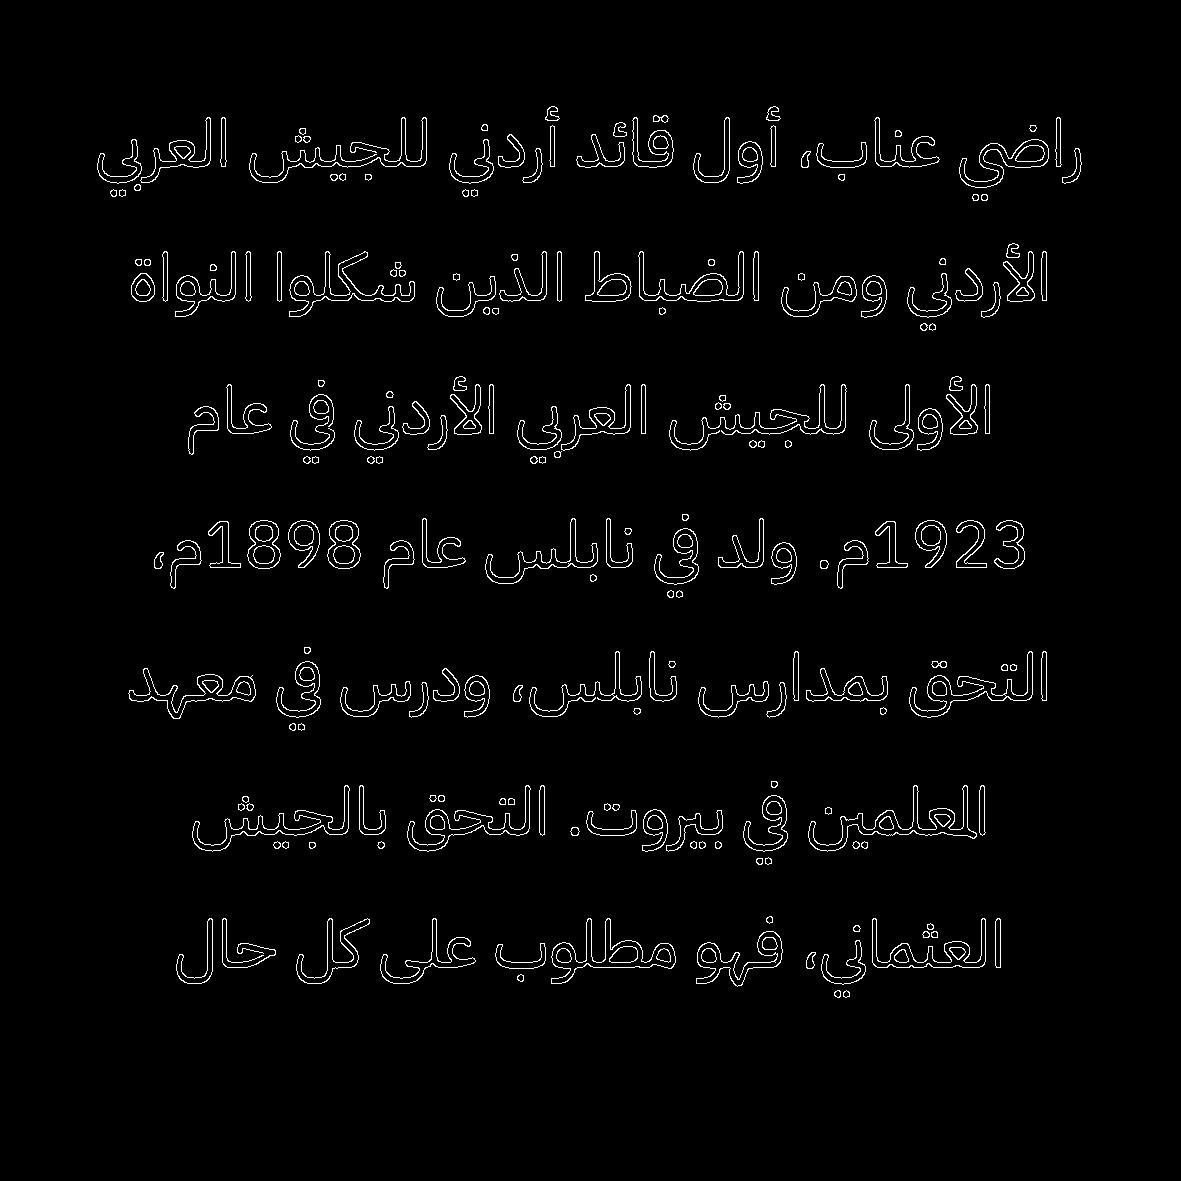 راضي عناب، أول قائد أردني للجيش العربي
الأردني ومن الضباط الذين شكلوا النواة
الأولى للجيش العربي الأردني في عام
1923م. ولد في نابلس عام 1898م،
التحق بمدارس نابلس، ودرس في معهد
المعلمين في بيروت. التحق بالجيش
العثماني، فهو مطلوب على كل حال